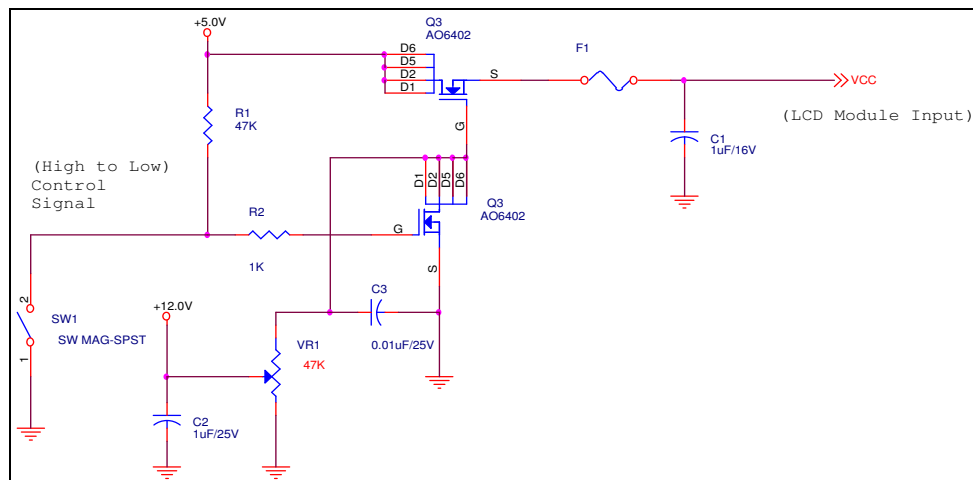 +5.0V
Q3
AO6402
D6
D5
D2
D1
S
G
F1
VCC
(LCD Module Input)
R1
47K
C1
1uF/16V
(High to Low)
Control
Signal
D1
D2
D5
D6
Q3
AO6402
R2
1K
G
S
2
SW1
SW MAG-SPST
1
+12.0V
C3
0.01uF/25V
VR1
47K
C2
1uF/25V